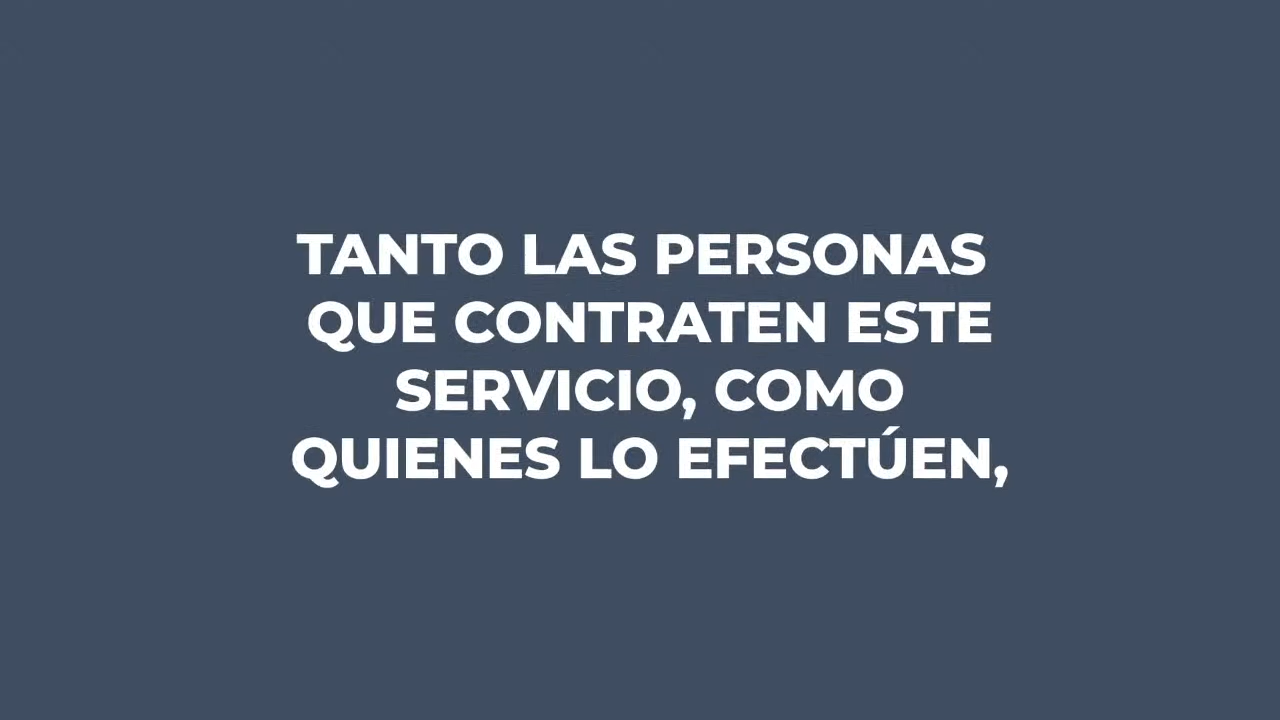 TANTO LAS PERSONAS
QUE CONTRATEN ESTE
SERVICIO, COMO
QUIENES LO EFECTÚEN,